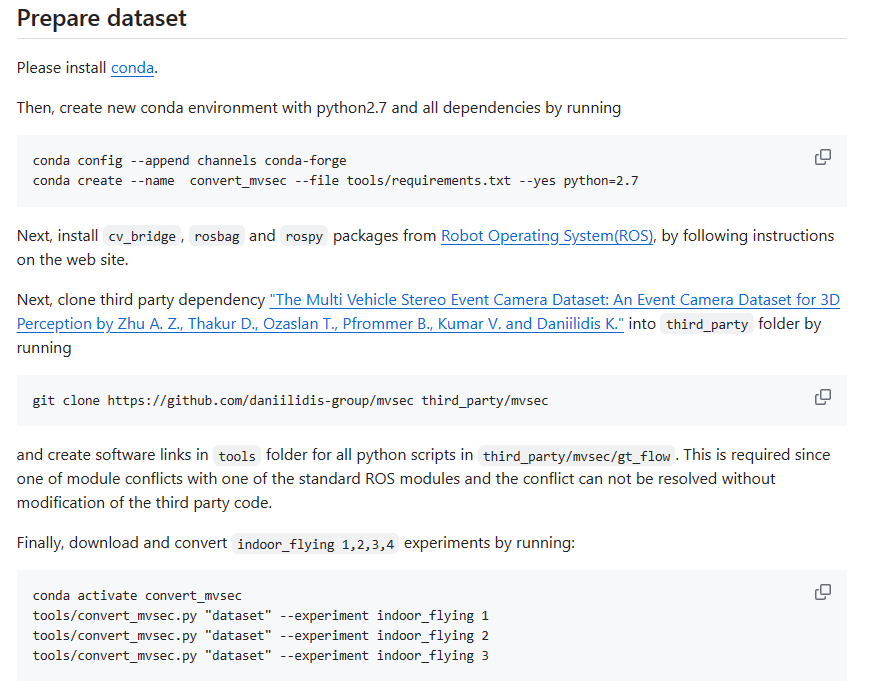 Prepare dataset
Please install conda.
Then, create new conda environment with python2.7 and all dependencies by running
conda config --append channels conda-forge
conda create --name  convert_mvsec --file tools/requirements.txt --yes python=2.7
Next, install cv_bridge, rosbag and rospy packages from Robot Operating System(ROS), by following instructions
on the web site.
Next, clone third party dependency "The Multi Vehicle Stereo Event Camera Dataset: An Event Camera Dataset for 3D
Perception by Zhu A. Z., Thakur D., Ozaslan T., Pfrommer B., Kumar V. and Daniilidis K." into third_party folder by
running
git clone https://github.com/daniilidis-group/mvsec third_party/mvsec
and create software links in tools folder for all python scripts in third_party/mvsec/gt_flow. This is required since
one of module conflicts with one of the standard ROS modules and the conflict can not be resolved without
modification of the third party code.
Finally, download and convert indoor_flying 1,2,3,4 experiments by running:
conda activate convert_mvsec
tools/convert_mvsec.py "dataset" --experiment indoor_flying 1
tools/convert_mvsec.py "dataset" --experiment indoor_flying 2
tools/convert_mvsec.py "dataset" --experiment indoor_flying 3